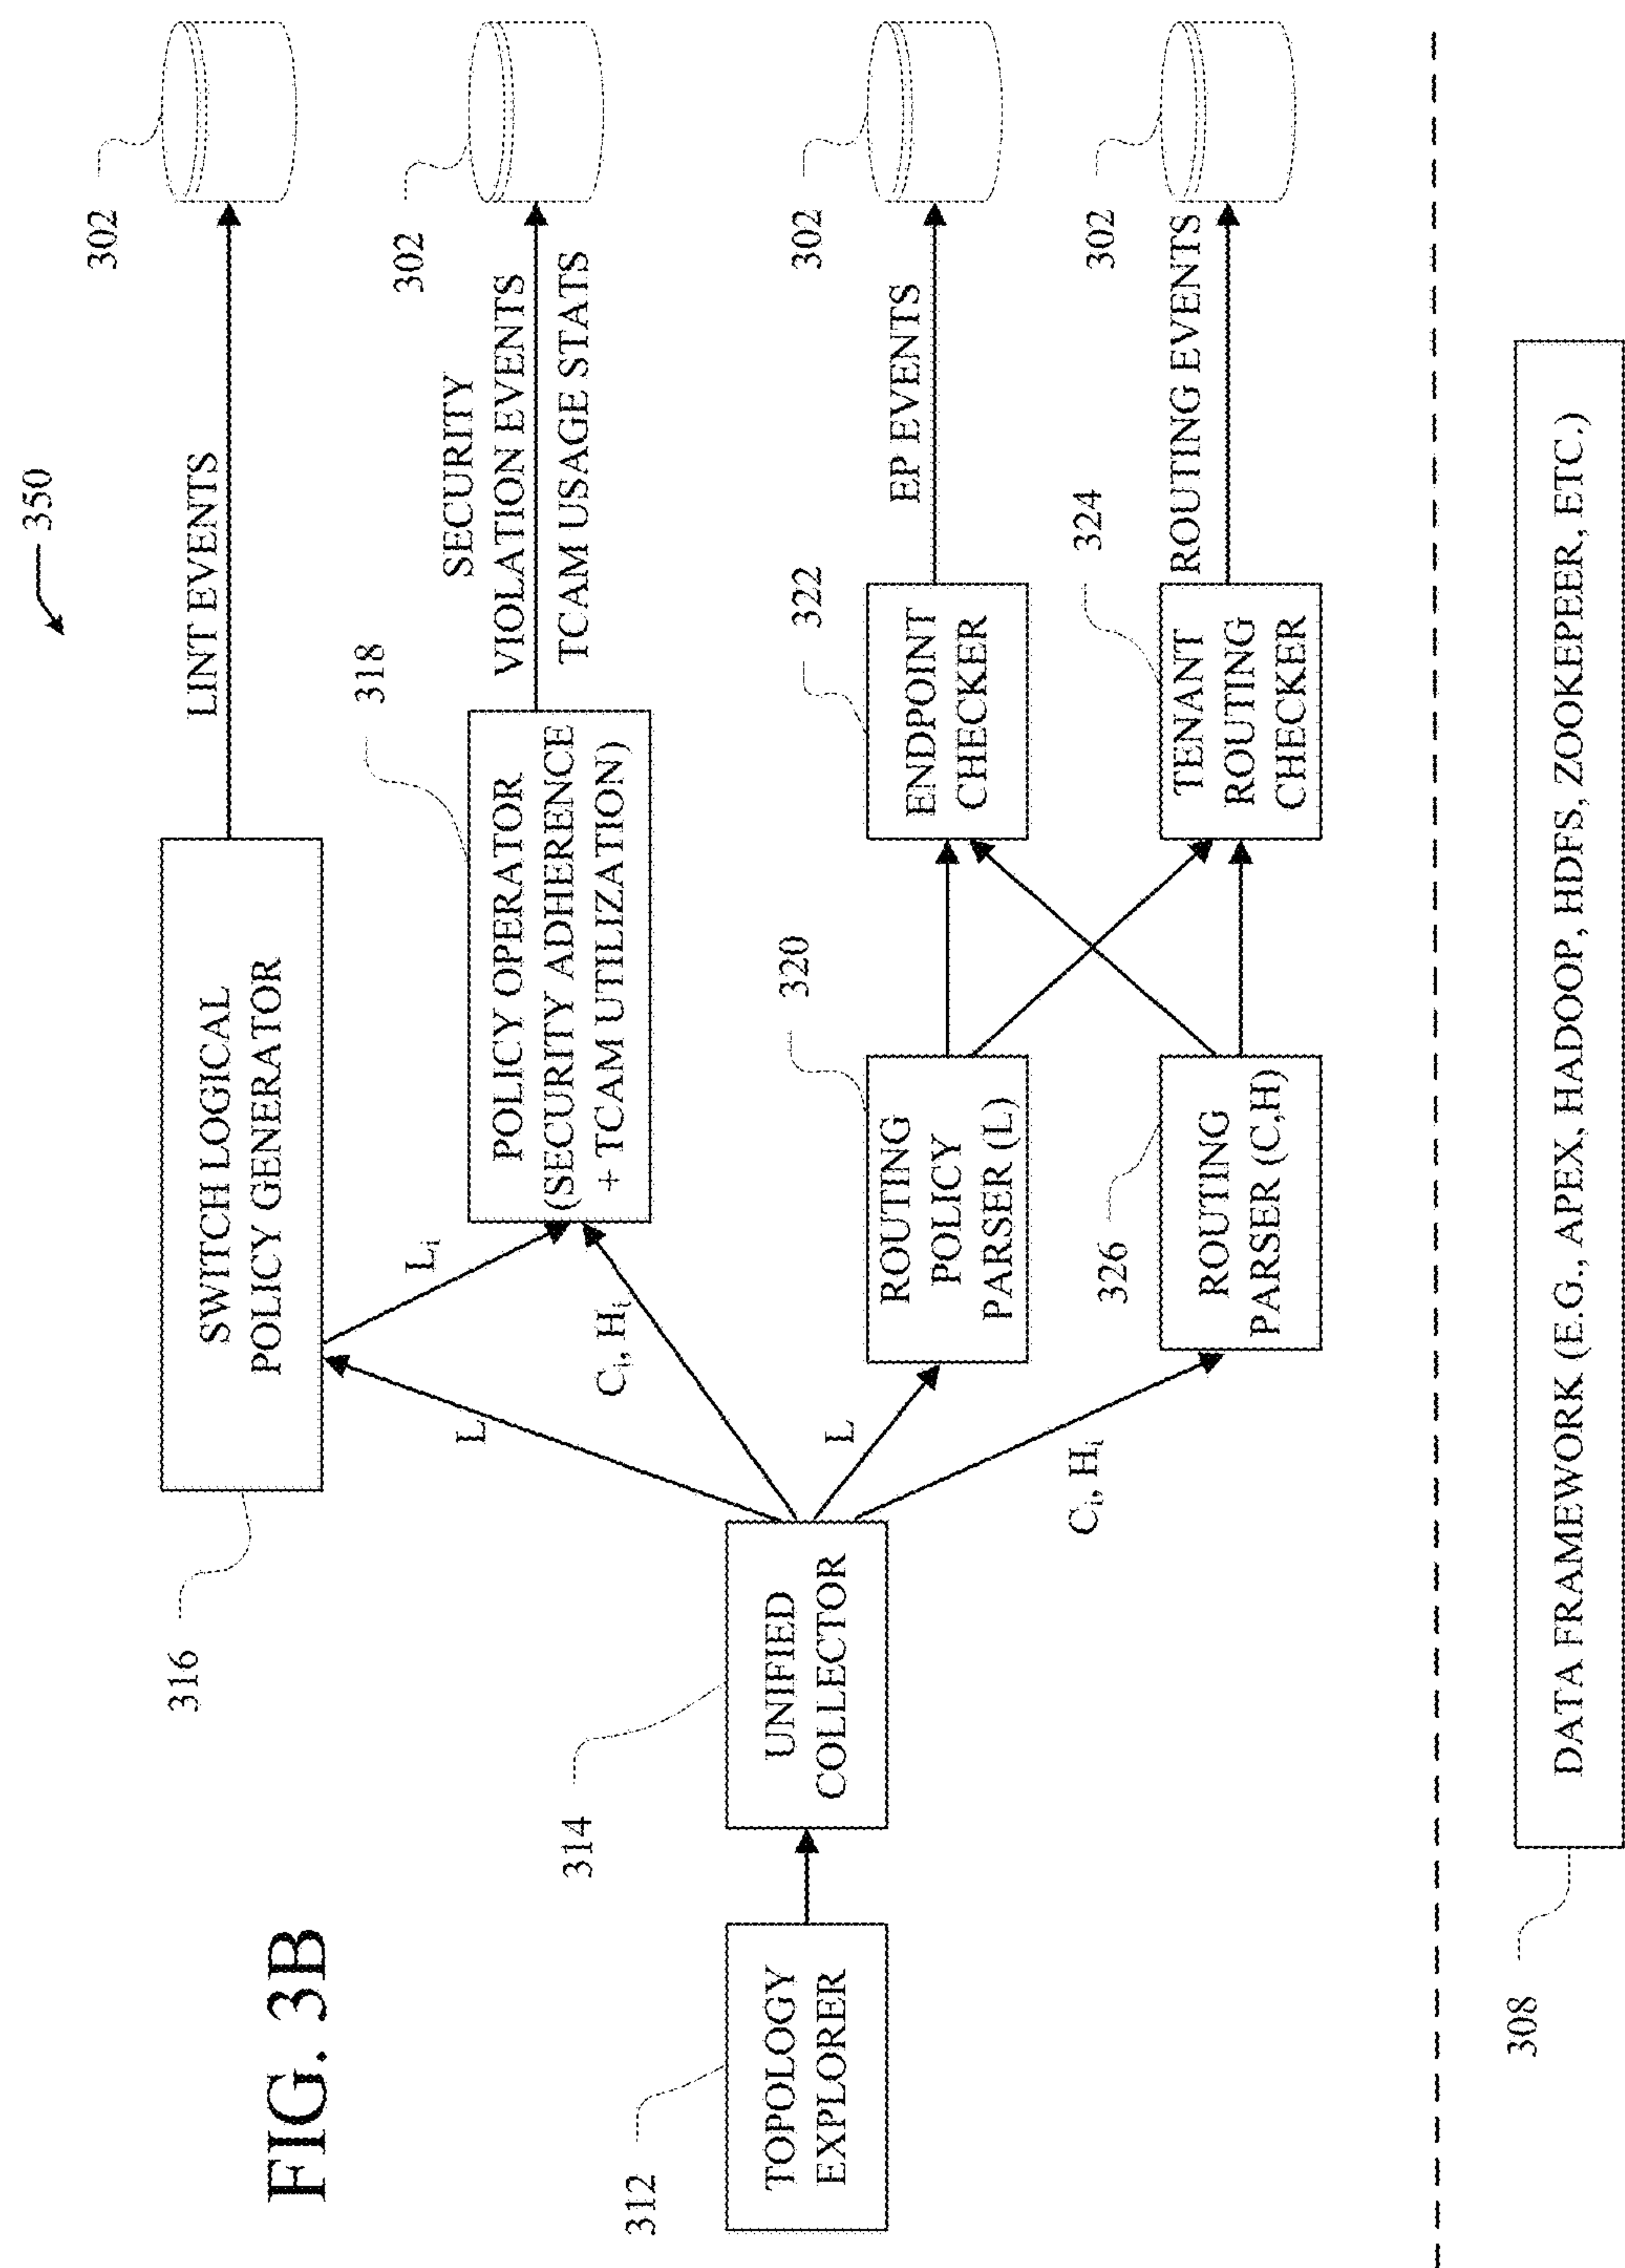 FIG. 3B
350
312
TOPOLOGY
EXPLORER
314
UNIFIED
COLLECTOR
L
Ci, Hi
L
Ci, Hi
316
SWITCH LOGICAL
POLICY GENERATOR
Li
LINT EVENTS
302
318
POLICY OPERATOR
(SECURITY ADHERENCE
+ TCAM UTILIZATION)
SECURITY
VIOLATION EVENTS
TCAM USAGE STATS
302
320
ROUTING
POLICY
PARSER (L)
322
ENDPOINT
CHECKER
EP EVENTS
302
326
ROUTING
PARSER (C,H)
324
TENANT
ROUTING
CHECKER
ROUTING EVENTS
302
308
DATA FRAMEWORK (E.G., APEX, HADOOP, HDFS, ZOOKEPEER, ETC.)